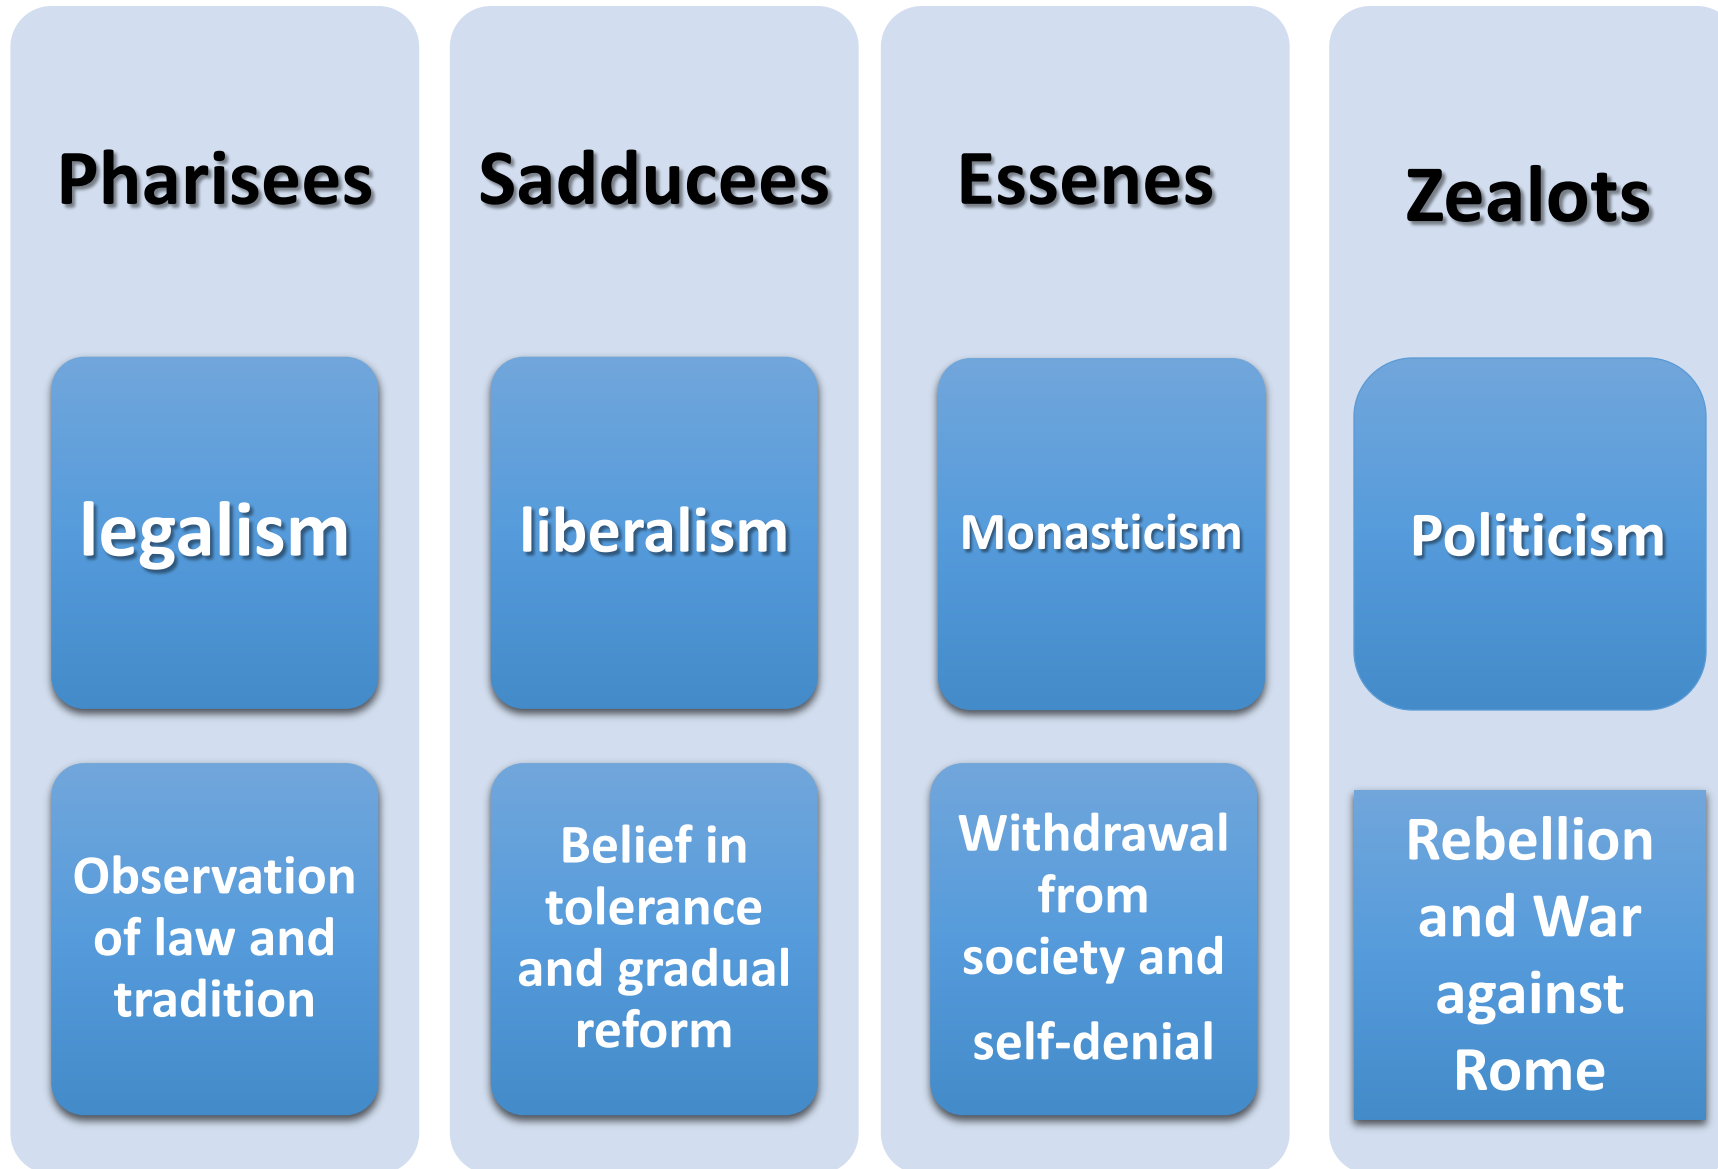 Pharisees
legalism
Observation
of law and
tradition
Sadducees
liberalism
Belief in
tolerance
and gradual
reform
Essenes
Monasticism
Withdrawal
from
society and
self-denial
Zealots
Politicism
Rebellion
and War
against
Rome